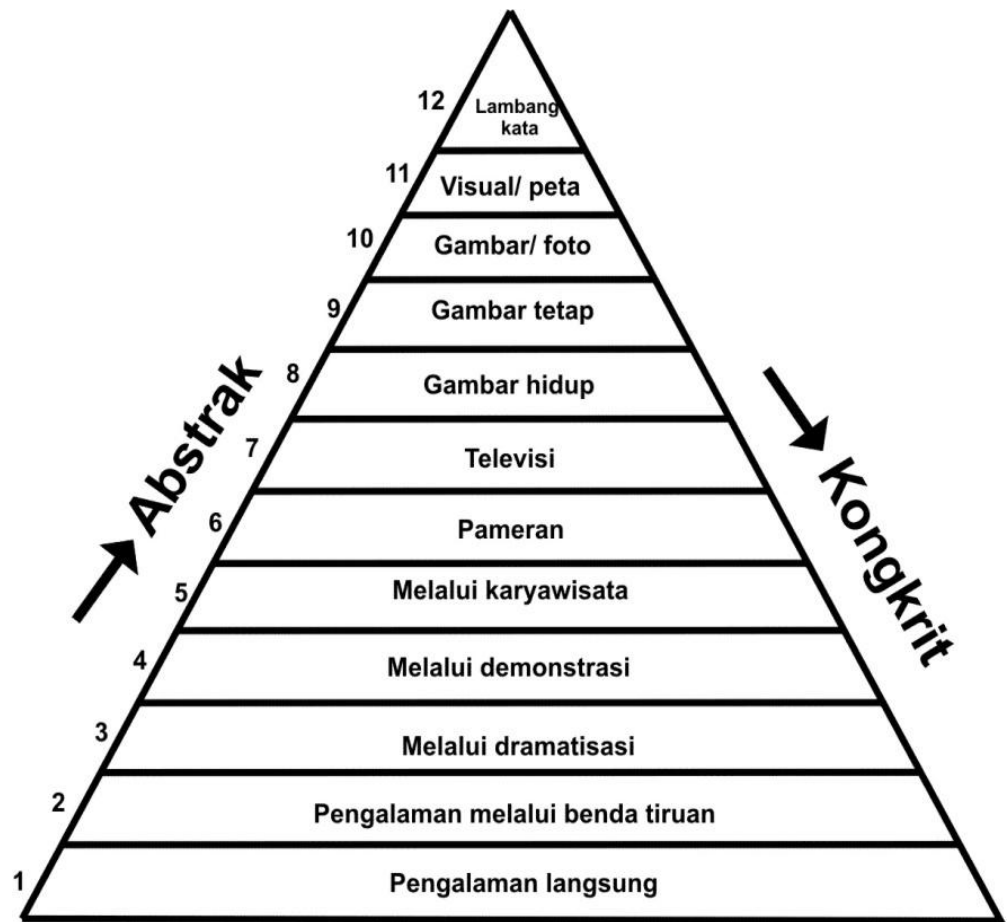 12
Lambang
kata
11
Visual/ peta
10
Gambar/ foto
9
Gambar tetap
8
Gambar hidup
7
Televisi
6
Pameran
5
Melalui karyawisata
4
Melalui demonstrasi
3
Melalui dramatisasi
2
Pengalaman melalui benda tiruan
1
Pengalaman langsung
Abstrak
Kongkrit